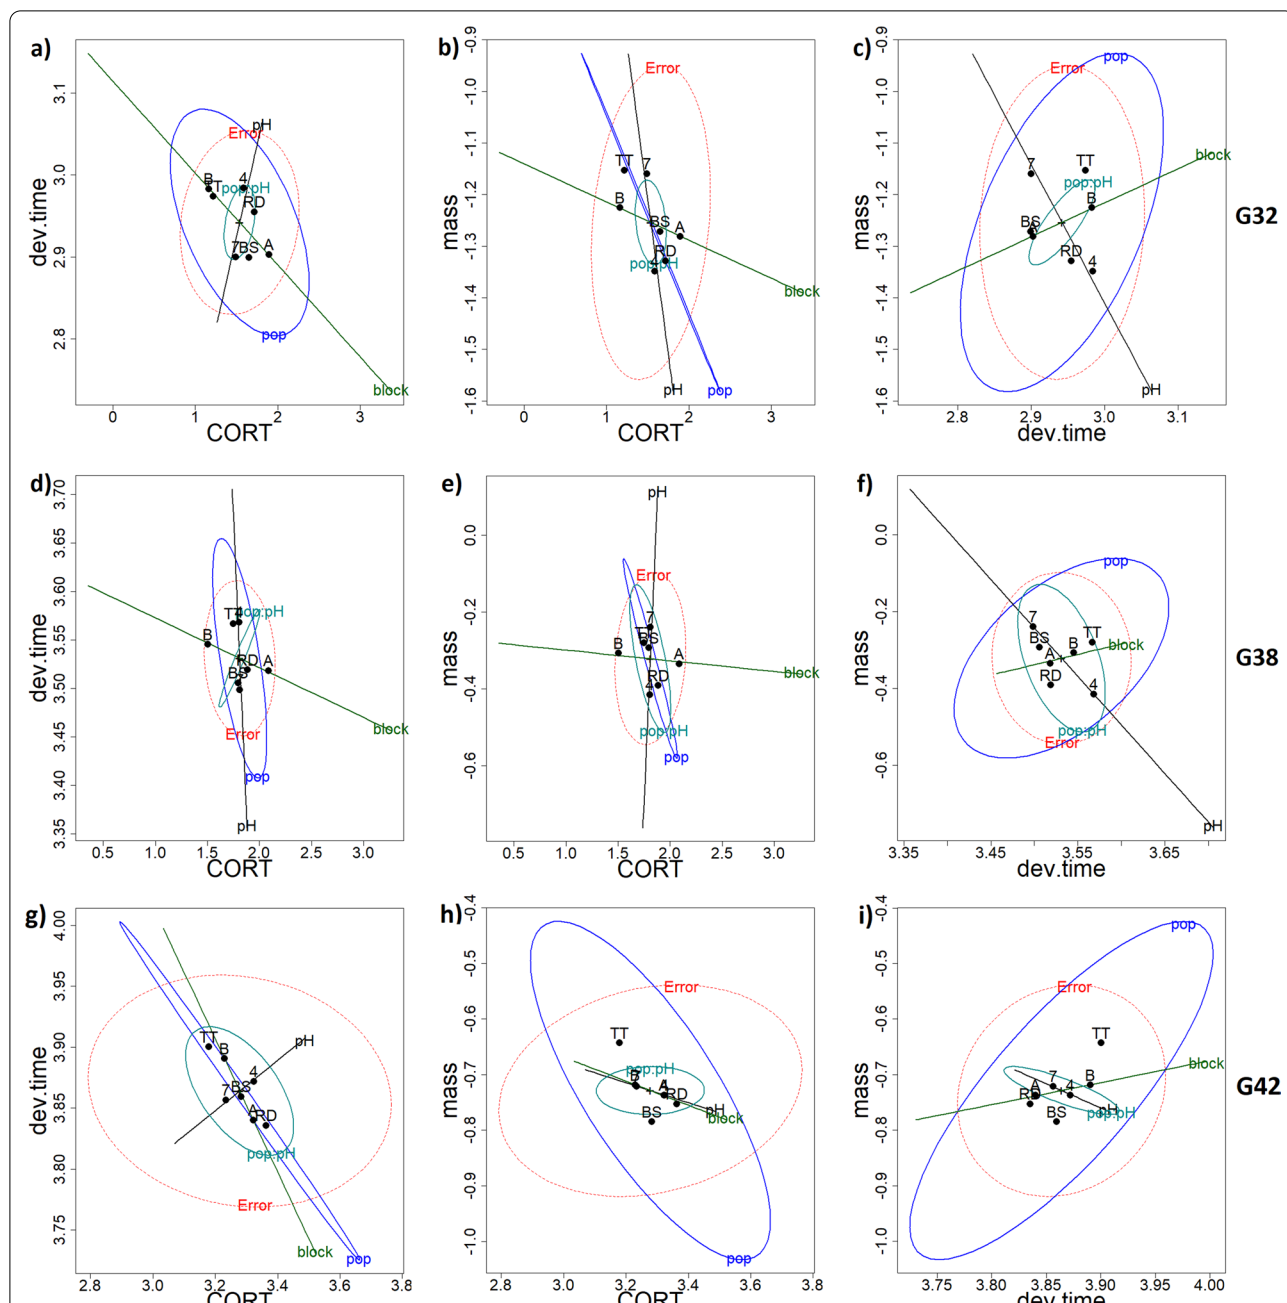 a)
dev.time
2.8 2.9 3.0 3.1
Error
pH
B
TT
4
pop:pH
RD
7
BS
A
pop
block
0 1 2 3
CORT
b)
mass
-1.6 -1.5 -1.4 -1.3 -1.2 -1.1 -1.0 -0.9
Error
TT
7
B
BS
A
RD
pop:pH
4
block
pH
pop
0 1 2 3
CORT
c)
mass
-1.6 -1.5 -1.4 -1.3 -1.2 -1.1 -1.0 -0.9
pop
Error
block
7
TT
pop:pH
B
BS
RD
4
pH
2.8 2.9 3.0 3.1
dev.time
G32
d)
dev.time
3.35 3.40 3.45 3.50 3.55 3.60 3.65 3.70
TT
4
pop:pH
B
RD
A
BS
Error
block
pop
pH
0.5 1.0 1.5 2.0 2.5 3.0
CORT
e)
mass
-0.6 -0.4 -0.2 0.0
pH
Error
7
TT
BS
B
A
RD
4
block
pop:pH
pop
0.5 1.0 1.5 2.0 2.5 3.0
CORT
f)
mass
-0.6 -0.4 -0.2 0.0
pop
Error
7
BS
TT
B
block
A
RD
4
pop:pH
Error
pH
3.35 3.45 3.55 3.65
dev.time
G38
g)
dev.time
3.75 3.80 3.85 3.90 3.95 4.00
TT
B
pH
4
BS
7
A
RD
pop:pH
Error
block
pop
2.8 3.0 3.2 3.4 3.6 3.8
CORT
h)
mass
-1.0 -0.9 -0.8 -0.7 -0.6 -0.5 -0.4
Error
TT
pop:pH
A
RD
pH
BS
block
pop
2.8 3.0 3.2 3.4 3.6 3.8
CORT
i)
mass
-1.0 -0.9 -0.8 -0.7 -0.6 -0.5 -0.4
pop
Error
TT
block
7
B
A
4
pH
BS
pop:pH
3.75 3.80 3.85 3.90 3.95 4.00
dev.time
G42